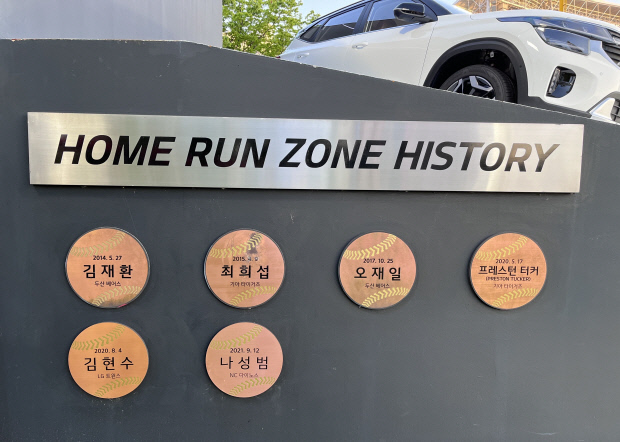 HOME RUN ZONE HISTORY
2014. 5. 27
김재환
두산 베어스
2015. 4. 9
최희섭
기아 타이거즈
2017. 10. 25
오재일
두산 베어스
2020. 5. 17
프레스턴 터커
(PRESTON TUCKER)
기아 타이거즈
2020. 8. 4
김현수
LG 트윈스
2021. 9. 12
나성범
NC 다이노스